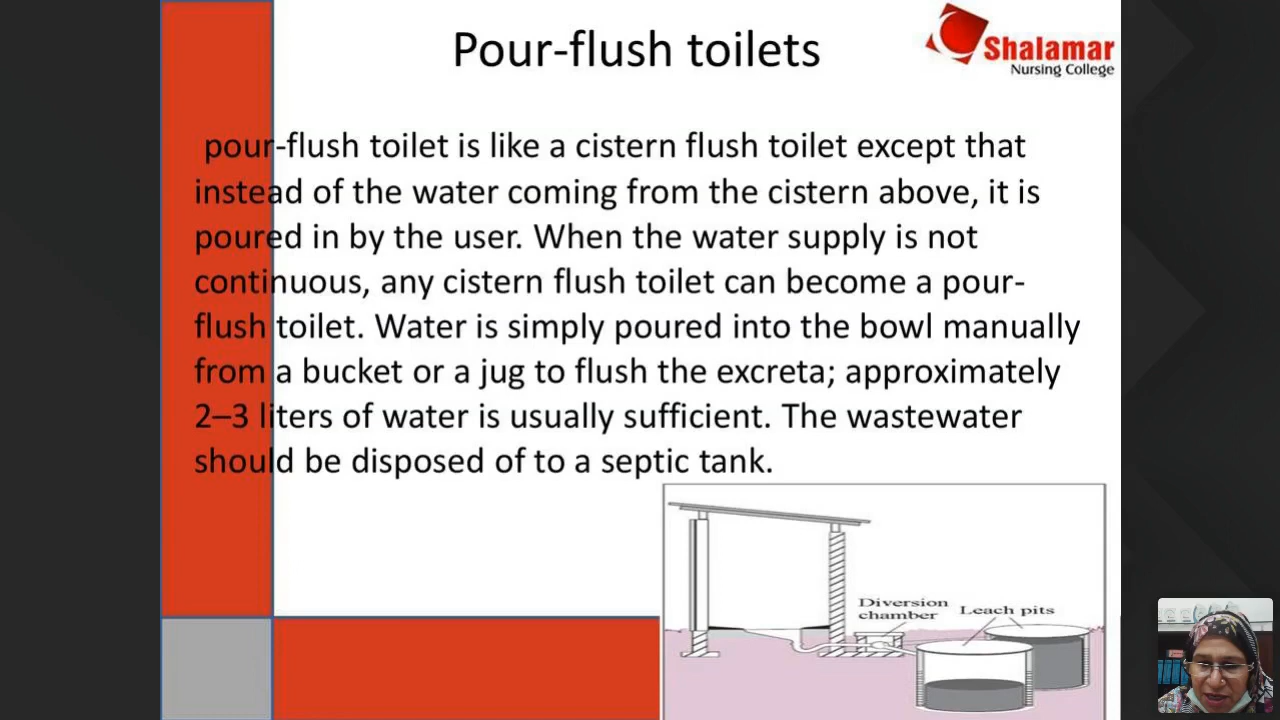 Pour-flush toilets
Shalamar
Nursing College
pour-flush toilet is like a cistern flush toilet except that
instead of the water coming from the cistern above, it is
poured in by the user. When the water supply is not
continuous, any cistern flush toilet can become a pour-
flush toilet. Water is simply poured into the bowl manually
from a bucket or a jug to flush the excreta; approximately
2–3 liters of water is usually sufficient. The wastewater
should be disposed of to a septic tank.
Diversion
chamber
Leach pits